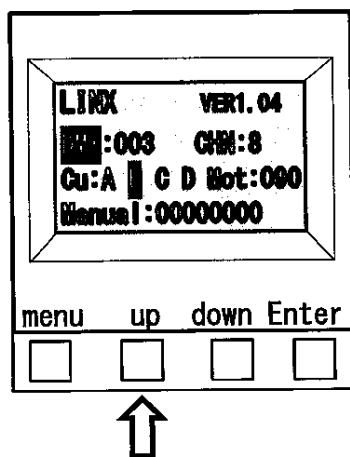 LINX VER1.04
:003 CHN:8
Cu:A C D Mot:090
Manual:00000000
menu up down Enter